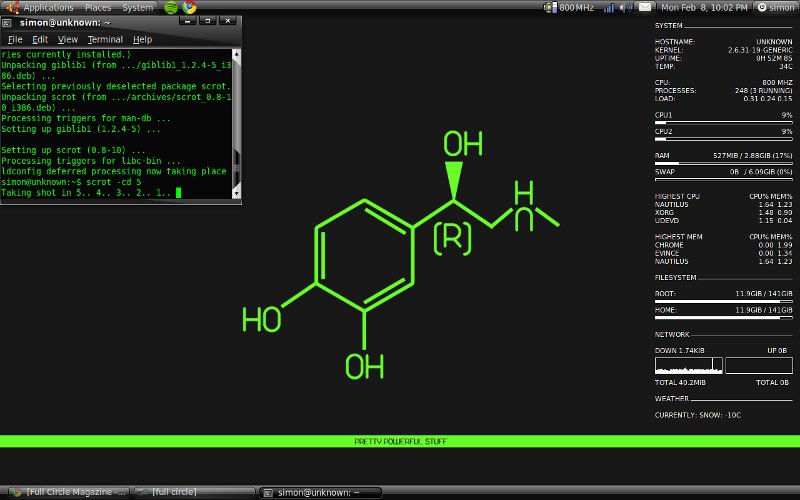 Applications Places System
800 MHz
Mon Feb 8, 10:02 PM
simon
simon@unknown: ~
File Edit View Terminal Help
ries currently installed.)
Unpacking giblib1 (from .../giblib1_1.2.4-5_i3
86.deb) ...
Selecting previously deselected package scrot.
Unpacking scrot (from .../archives/scrot_0.8-1
0_i386.deb) ...
Processing triggers for man-db ...
Setting up giblib1 (1.2.4-5) ...
Setting up scrot (0.8-10) ...
Processing triggers for libc-bin ...
ldconfig deferred processing now taking place
simon@unknown:~$ scrot -cd 5
Taking shot in 5.. 4.. 3.. 2.. 1..
OH
H
N
(R)
HO
OH
SYSTEM
HOSTNAME: UNKNOWN
KERNEL: 2.6.31-19-GENERIC
UPTIME: 0H 52M 8S
TEMP: 34C
CPU: 800 MHZ
PROCESSES: 248 (3 RUNNING)
LOAD: 0.31 0.24 0.15
CPU1 9%
CPU2 9%
RAM 527MIB / 2.88GIB (17%)
SWAP 0B / 6.09GIB (0%)
HIGHEST CPU CPU% MEM%
NAUTILUS 1.64 1.23
XORG 1.48 0.90
UDEVD 1.15 0.04
HIGHEST MEM CPU% MEM%
CHROME 0.00 1.99
EVINCE 0.00 1.34
NAUTILUS 1.64 1.23
FILESYSTEM
ROOT: 11.9GIB / 141GIB
HOME: 11.9GIB / 141GIB
NETWORK
DOWN 1.74KIB UP 0B
TOTAL 40.2MIB TOTAL 0B
WEATHER
CURRENTLY: SNOW: -10C
PRETTY POWERFUL STUFF
[Full Circle Magazine -...
[full circle]
simon@unknown: ~